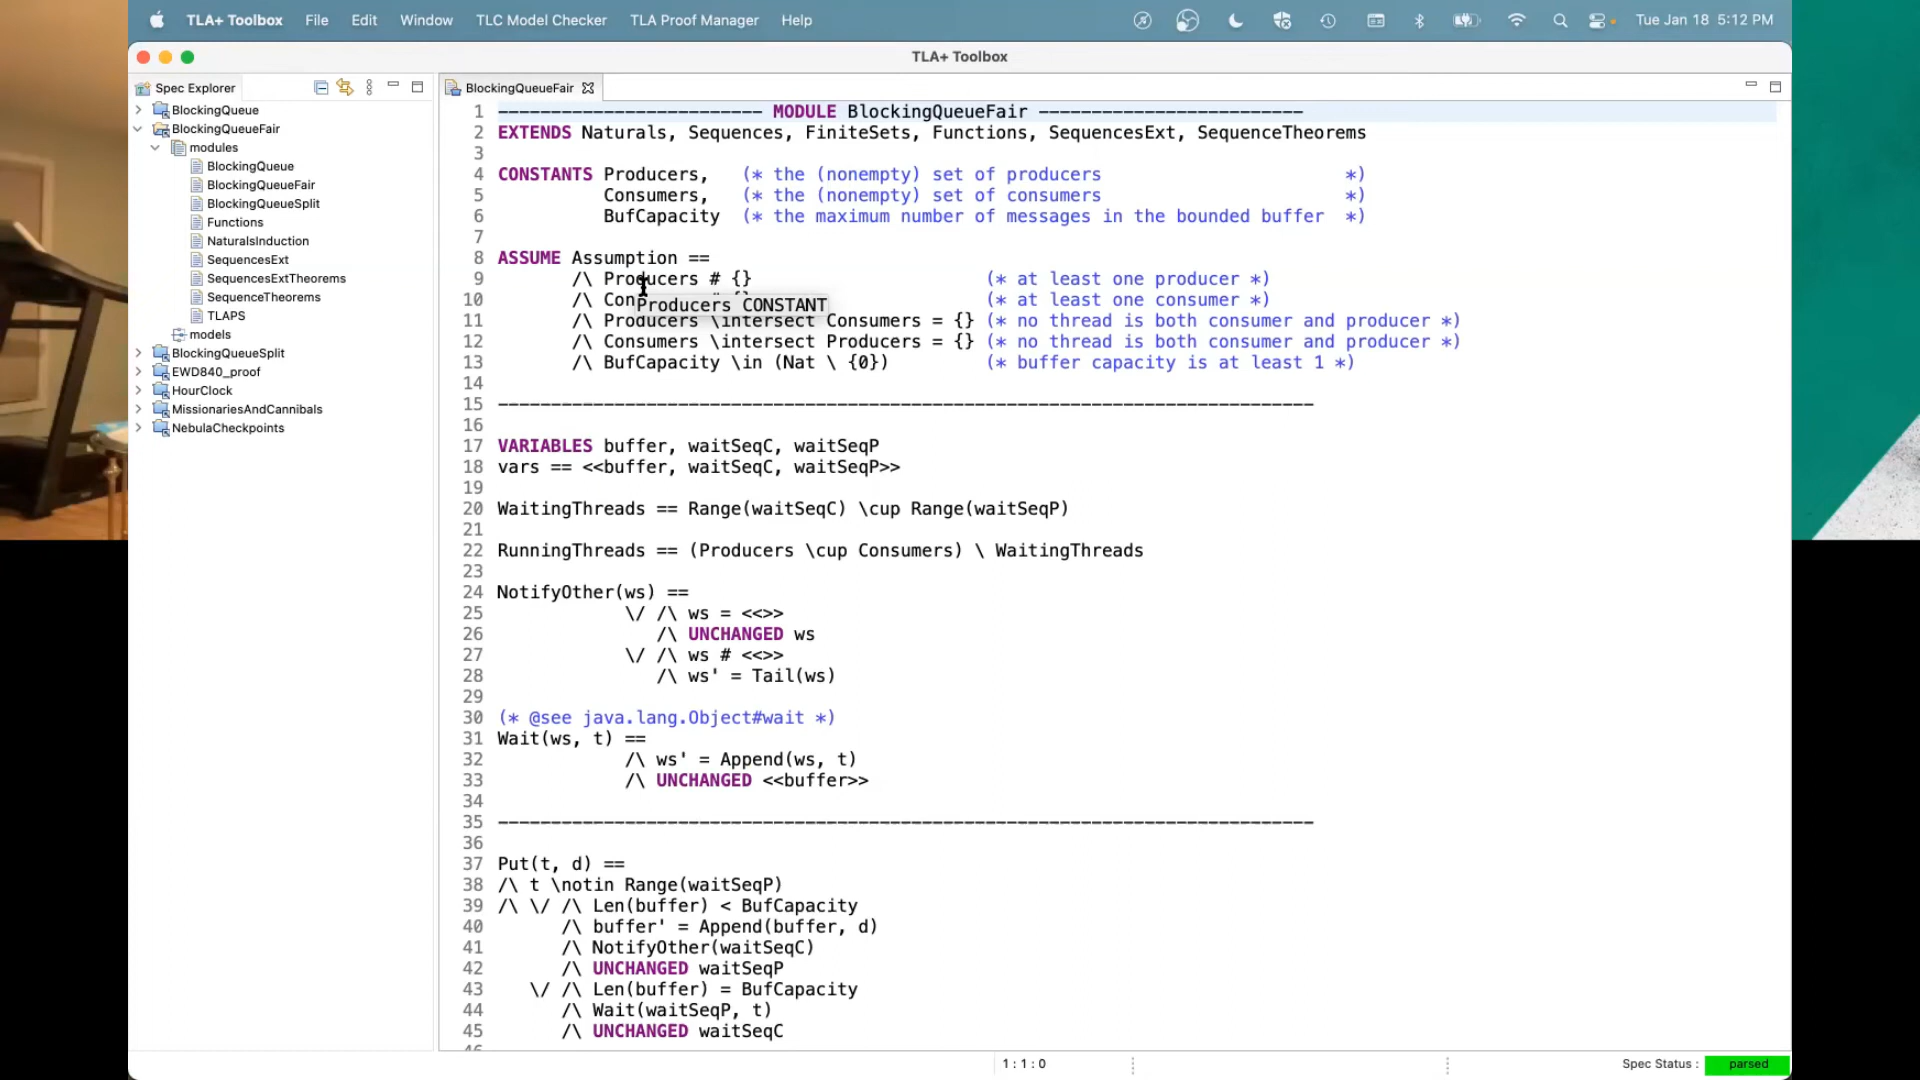 TLA+ Toolbox File Edit Window TLC Model Checker TLA Proof Manager Help Tue Jan 18 5:12 PM
TLA+ Toolbox
Spec Explorer
BlockingQueue
BlockingQueueFair
modules
BlockingQueue
BlockingQueueFair
BlockingQueueSplit
Functions
NaturalsInduction
SequencesExt
SequencesExtTheorems
SequenceTheorems
TLAPS
models
BlockingQueueSplit
EWD840_proof
HourClock
MissionariesAndCannibals
NebulaCheckpoints
BlockingQueueFair
1 ------------------------- MODULE BlockingQueueFair -------------------------
2 EXTENDS Naturals, Sequences, FiniteSets, Functions, SequencesExt, SequenceTheorems
3
4 CONSTANTS Producers, (* the (nonempty) set of producers *)
5 Consumers, (* the (nonempty) set of consumers *)
6 BufCapacity (* the maximum number of messages in the bounded buffer *)
7
8 ASSUME Assumption ==
9 /\ Producers # {} (* at least one producer *)
10 /\ Con (* at least one consumer *)
Producers CONSTANT
11 /\ Producers \intersect Consumers = {} (* no thread is both consumer and producer *)
12 /\ Consumers \intersect Producers = {} (* no thread is both consumer and producer *)
13 /\ BufCapacity \in (Nat \ {0}) (* buffer capacity is at least 1 *)
14
15 -----------------------------------------------------------------------------
16
17 VARIABLES buffer, waitSeqC, waitSeqP
18 vars == <<buffer, waitSeqC, waitSeqP>>
19
20 WaitingThreads == Range(waitSeqC) \cup Range(waitSeqP)
21
22 RunningThreads == (Producers \cup Consumers) \ WaitingThreads
23
24 NotifyOther(ws) ==
25 \/ /\ ws = <<>>
26 /\ UNCHANGED ws
27 \/ /\ ws # <<>>
28 /\ ws' = Tail(ws)
29
30 (* @see java.lang.Object#wait *)
31 Wait(ws, t) ==
32 /\ ws' = Append(ws, t)
33 /\ UNCHANGED <<buffer>>
34
35 -----------------------------------------------------------------------------
36
37 Put(t, d) ==
38 /\ t \notin Range(waitSeqP)
39 /\ \/ /\ Len(buffer) < BufCapacity
40 /\ buffer' = Append(buffer, d)
41 /\ NotifyOther(waitSeqC)
42 /\ UNCHANGED waitSeqP
43 \/ /\ Len(buffer) = BufCapacity
44 /\ Wait(waitSeqP, t)
45 /\ UNCHANGED waitSeqC
1 : 1 : 0
Spec Status : parsed